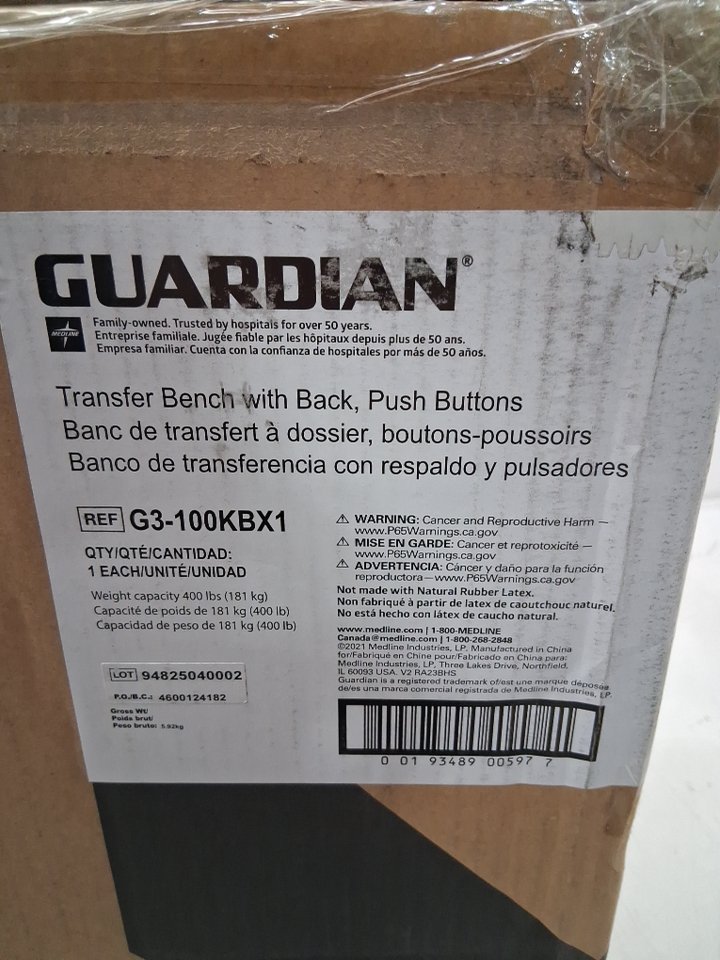 GUARDIAN®
MEDLINE
Family-owned. Trusted by hospitals for over 50 years.
Entreprise familiale. Jugée fiable par les hôpitaux depuis plus de 50 ans.
Empresa familiar. Cuenta con la confianza de hospitales por más de 50 años.
Transfer Bench with Back, Push Buttons
Banc de transfert à dossier, boutons-poussoirs
Banco de transferencia con respaldo y pulsadores
REF G3-100KBX1
QTY/QTÉ/CANTIDAD:
1 EACH/UNITÉ/UNIDAD
Weight capacity 400 lbs (181 kg)
Capacité de poids de 181 kg (400 lb)
Capacidad de peso de 181 kg (400 lb)
LOT 94825040002
P.O./B.C.: 4600124182
Gross Wt/
Poids brut/
Peso bruto: 5.92kg
⚠ WARNING: Cancer and Reproductive Harm —
www.P65Warnings.ca.gov
⚠ MISE EN GARDE: Cancer et reprotoxicité —
www.P65Warnings.ca.gov
⚠ ADVERTENCIA: Cáncer y daño para la función
reproductora—www.P65Warnings.ca.gov
Not made with Natural Rubber Latex.
Non fabriqué à partir de latex de caoutchouc naturel.
No está hecho con látex de caucho natural.
www.medline.com | 1-800-MEDLINE
Canada@medline.com | 1-800-268-2848
©2021 Medline Industries, LP. Manufactured in China
for/Fabriqué en Chine pour/Fabricado en China para:
Medline Industries, LP, Three Lakes Drive, Northfield,
IL 60093 USA. V2 RA23BHS
Guardian is a registered trademark of/est une marque déposée
de/es una marca comercial registrada de Medline Industries, LP.
0 01 93489 00597 7